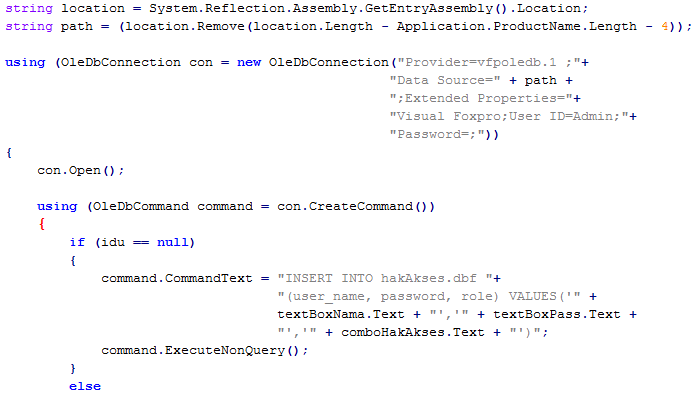 string location = System.Reflection.Assembly.GetEntryAssembly().Location;
string path = (location.Remove(location.Length - Application.ProductName.Length - 4));
using (OleDbConnection con = new OleDbConnection("Provider=vfpoledb.1 ;"+
"Data Source=" + path +
";Extended Properties="+
"Visual Foxpro;User ID=Admin;"+
"Password=;"))
{
con.Open();
using (OleDbCommand command = con.CreateCommand())
{
if (idu == null)
{
command.CommandText = "INSERT INTO hakAkses.dbf "+
"(user_name, password, role) VALUES('" +
textBoxNama.Text + "','" + textBoxPass.Text +
"','" + comboHakAkses.Text + "')";
command.ExecuteNonQuery();
}
else